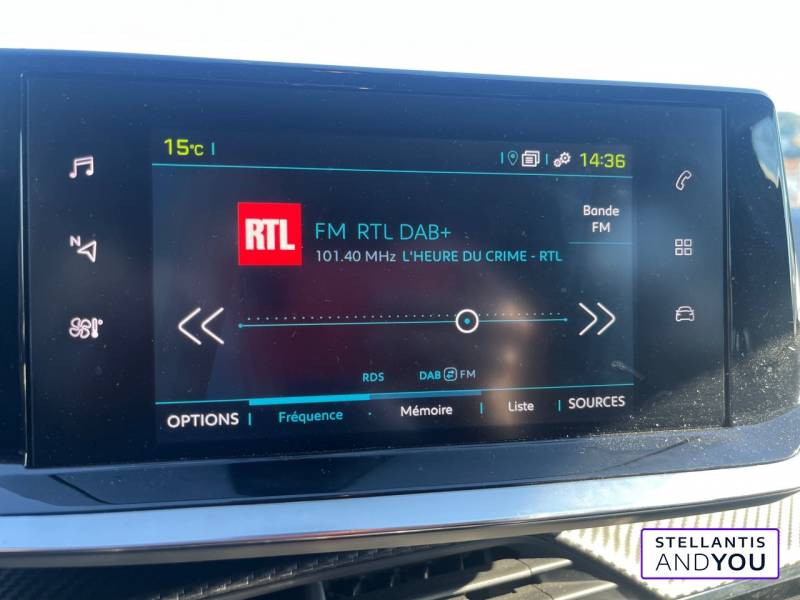 15°C
14:36
N
RTL
FM RTL DAB+
Bande
FM
101.40 MHz L'HEURE DU CRIME - RTL
RDS
DAB FM
OPTIONS
Fréquence
Mémoire
Liste
SOURCES
STELLANTIS
ANDYOU